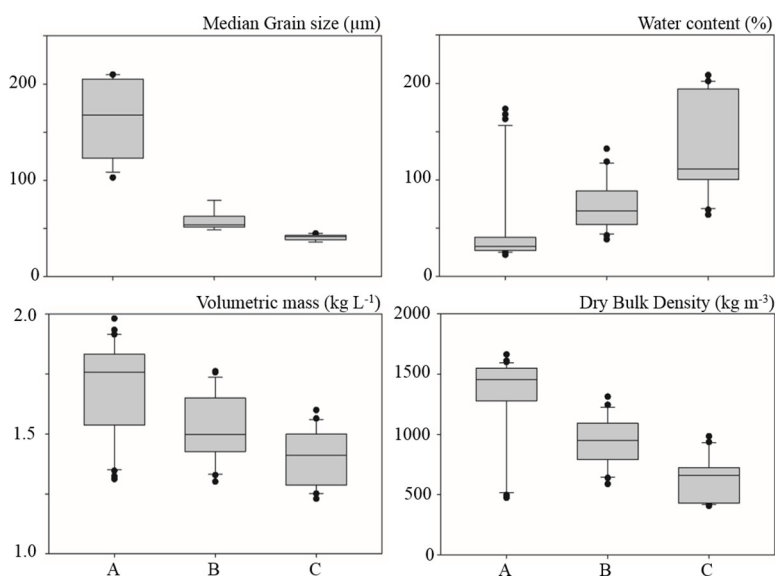 Median Grain size (µm)
200
100
0
Water content (%)
200
100
0
Volumetric mass (kg L⁻¹)
2.0
1.5
1.0
A B C
Dry Bulk Density (kg m⁻³)
2000
1500
1000
500
0
A B C